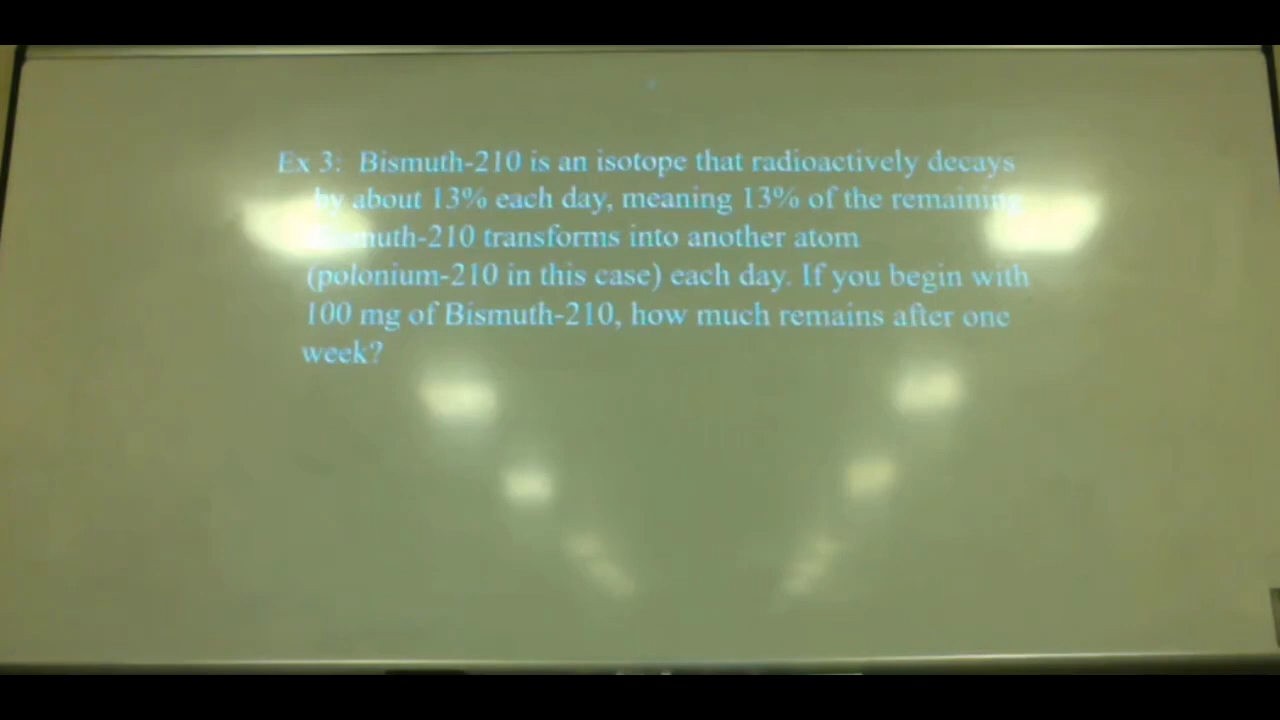 Ex 3: Bismuth-210 is an isotope that radioactively decays
by about 13% each day, meaning 13% of the remaining
Bismuth-210 transforms into another atom
(polonium-210 in this case) each day. If you begin with
100 mg of Bismuth-210, how much remains after one
week?